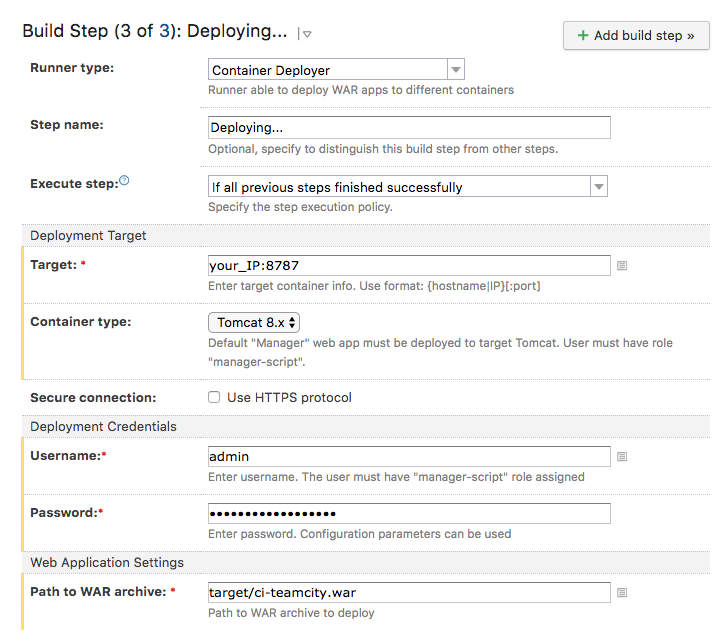 Build Step (3 of 3): Deploying...
+ Add build step »
Runner type:
Container Deployer
Runner able to deploy WAR apps to different containers
Step name:
Deploying...
Optional, specify to distinguish this build step from other steps.
Execute step:
If all previous steps finished successfully
Specify the step execution policy.
Deployment Target
Target: *
your_IP:8787
Enter target container info. Use format: {hostname|IP}[:port]
Container type:
Tomcat 8.x
Default "Manager" web app must be deployed to target Tomcat. User must have role
"manager-script".
Secure connection:
Use HTTPS protocol
Deployment Credentials
Username:*
admin
Enter username. The user must have "manager-script" role assigned
Password:*
••••••••••••••••••
Enter password. Configuration parameters can be used
Web Application Settings
Path to WAR archive: *
target/ci-teamcity.war
Path to WAR archive to deploy